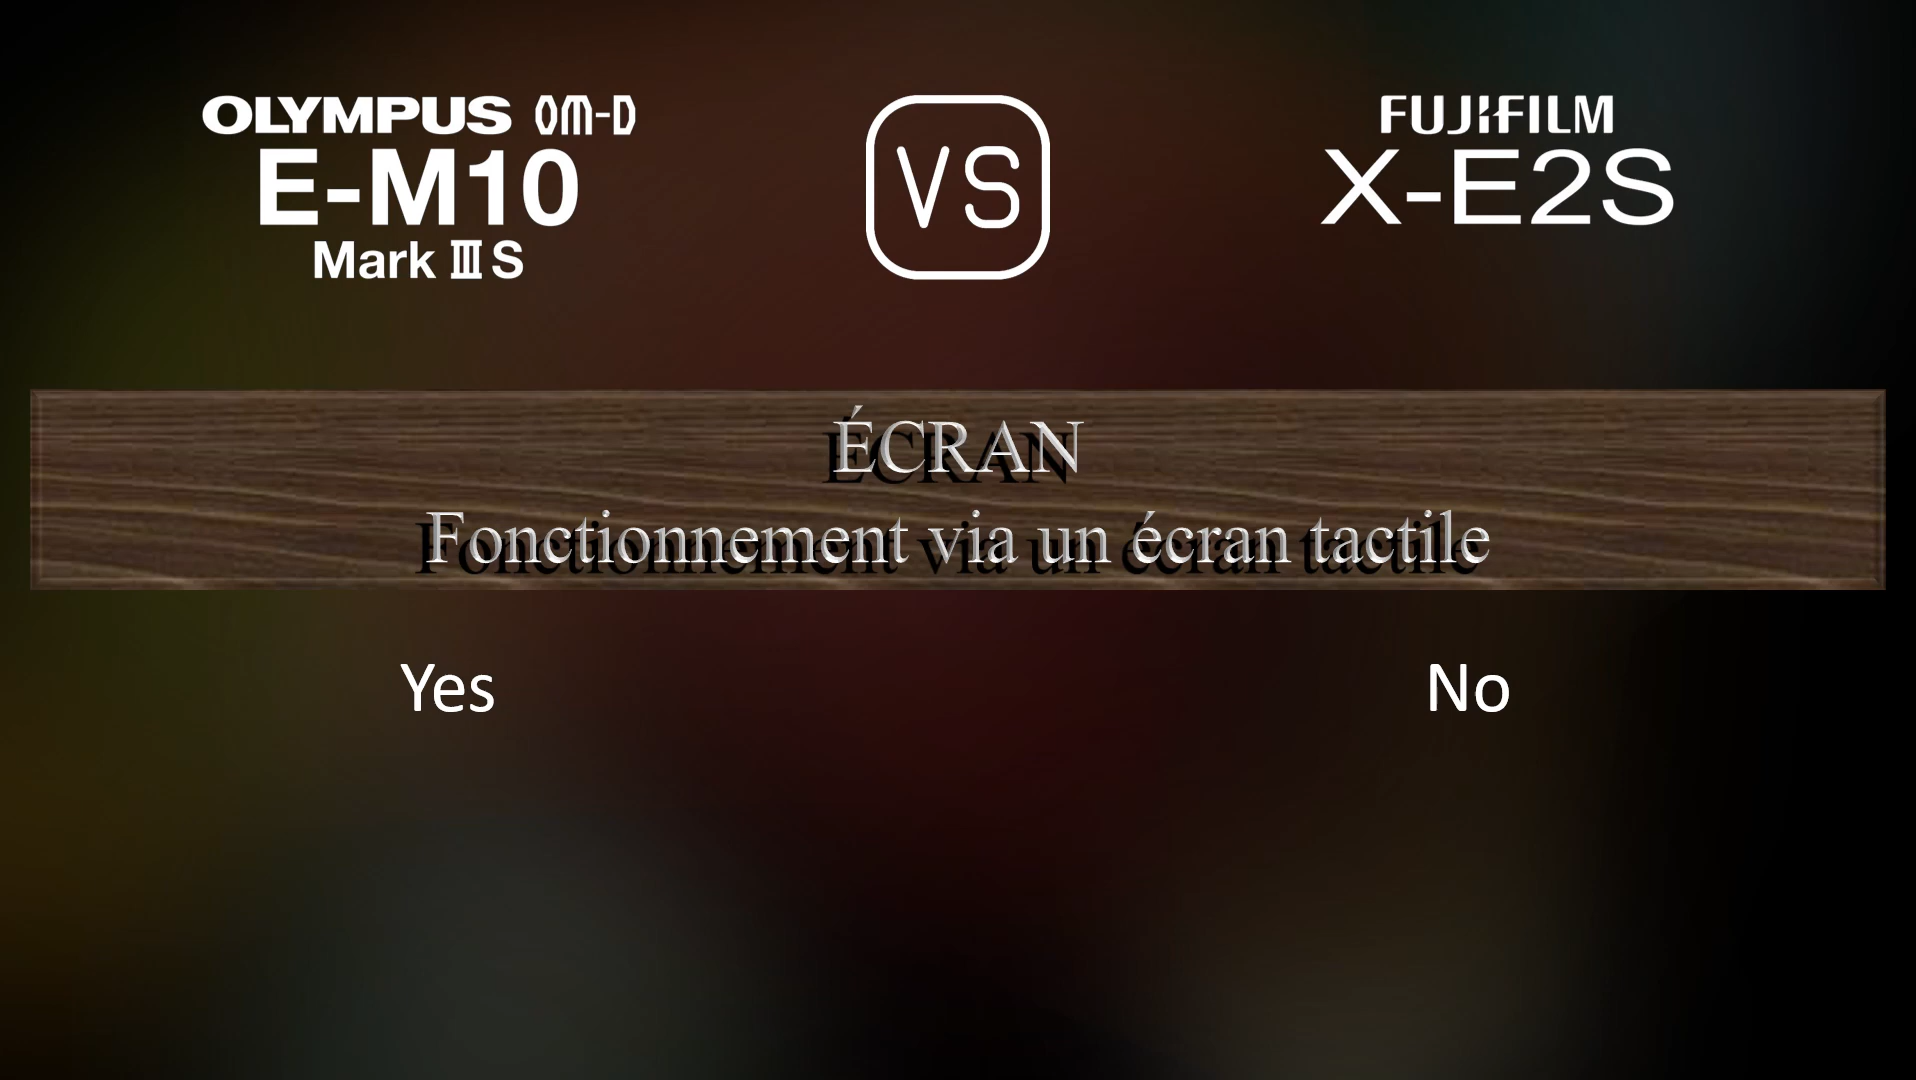 OLYMPUS OM-D
E-M10
Mark III S
VS
FUJIFILM
X-E2S
ÉCRAN
Fonctionnement via un écran tactile
Yes
No